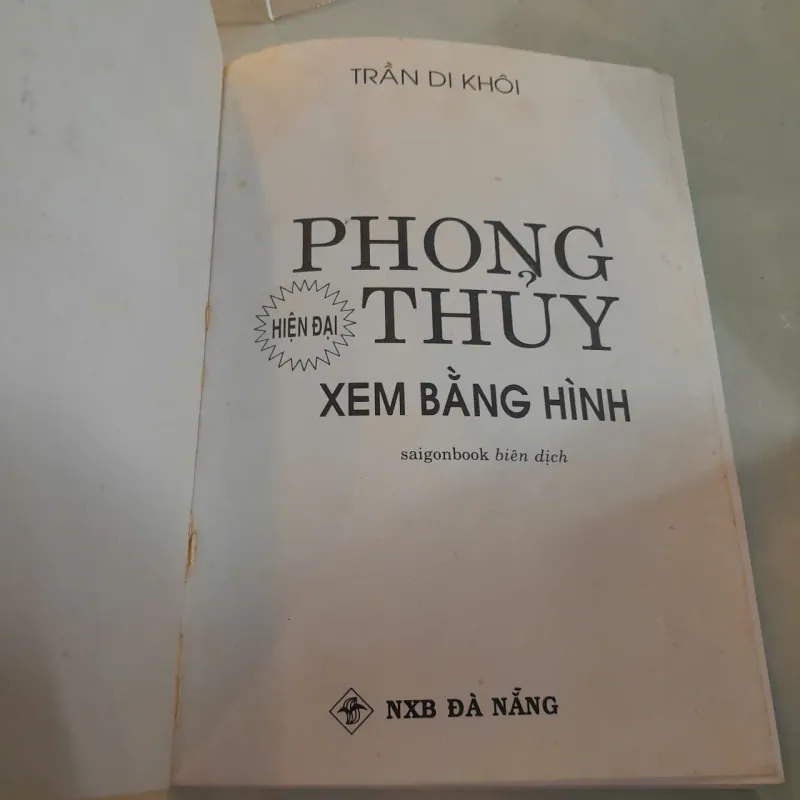 TRẦN DI KHÔI
PHONG
HIỆN ĐẠI
THỦY
XEM BẰNG HÌNH
saigonbook biên dịch
NXB ĐÀ NẴNG